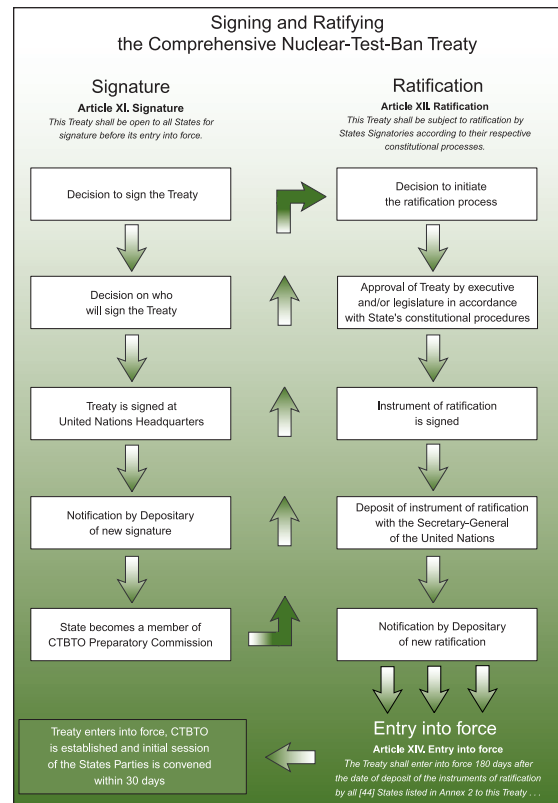 Signing and Ratifying
the Comprehensive Nuclear-Test-Ban Treaty
Signature
Article XI. Signature
This Treaty shall be open to all States for
signature before its entry into force.
Decision to sign the Treaty
Decision on who
will sign the Treaty
Treaty is signed at
United Nations Headquarters
Notification by Depositary
of new signature
State becomes a member of
CTBTO Preparatory Commission
Ratification
Article XII. Ratification
This Treaty shall be subject to ratification by
States Signatories according to their respective
constitutional processes.
Decision to initiate
the ratification process
Approval of Treaty by executive
and/or legislature in accordance
with State's constitutional procedures
Instrument of ratification
is signed
Deposit of instrument of ratification
with the Secretary-General
of the United Nations
Notification by Depositary
of new ratification
Entry into force
Article XIV. Entry into force
The Treaty shall enter into force 180 days after
the date of deposit of the instruments of ratification
by all [44] States listed in Annex 2 to this Treaty . . .
Treaty enters into force, CTBTO
is established and initial session
of the States Parties is convened
within 30 days